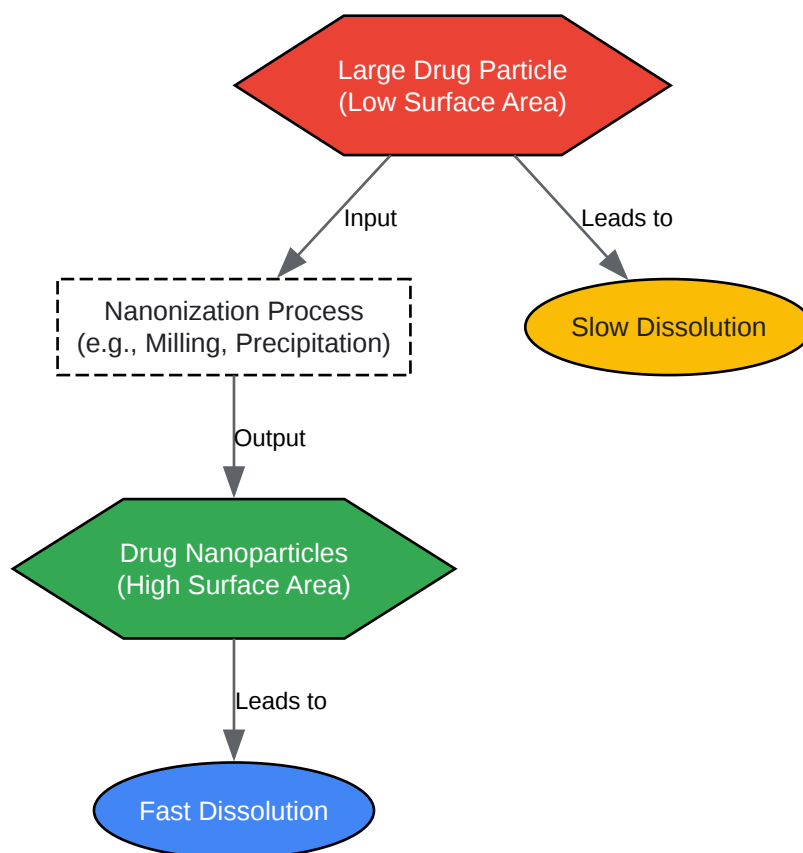 Large Drug Particle
(Low Surface Area)
Input
Leads to
Nanonization Process
(e.g., Milling, Precipitation)
Slow Dissolution
Output
Drug Nanoparticles
(High Surface Area)
Leads to
Fast Dissolution